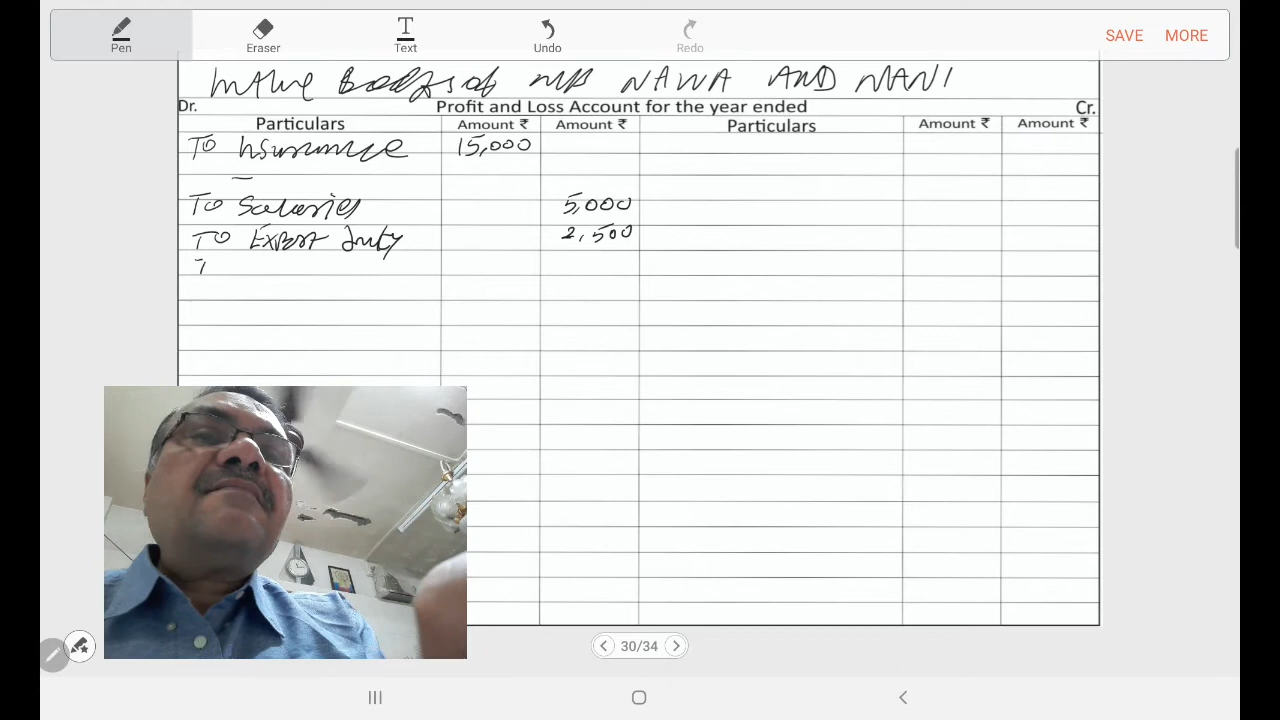 Pen Eraser Text Undo Redo SAVE MORE
In the Books of M/s NANA AND NANI
Dr. Profit and Loss Account for the year ended Cr.
Particulars Amount ₹ Amount ₹ Particulars Amount ₹ Amount ₹
To Insurance 15,000
To Salaries 5,000
To Export Duty 2,500
30/34